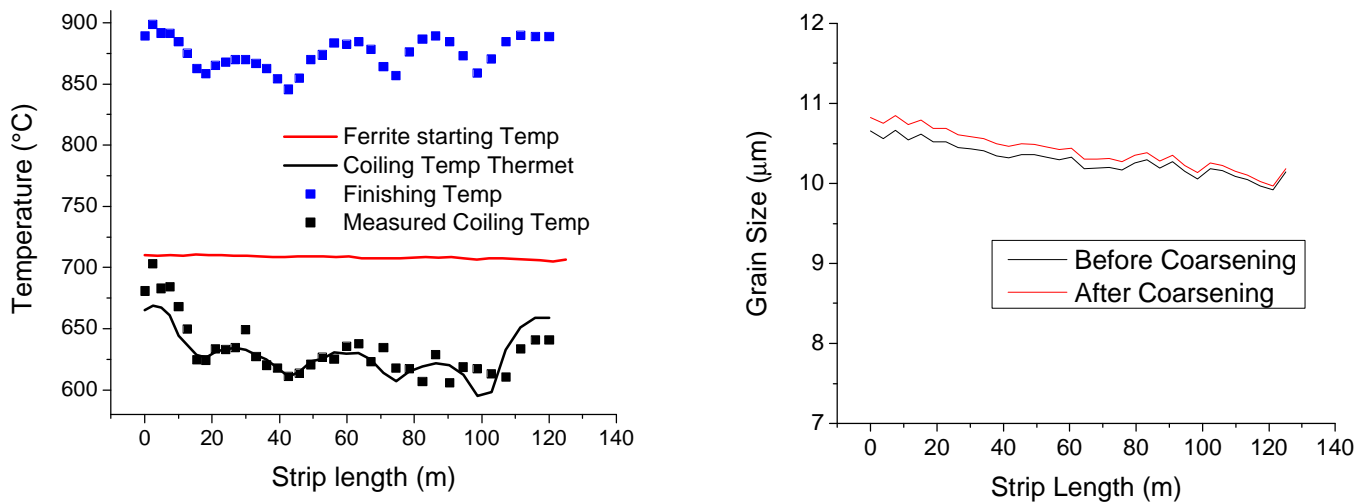 900
850
800
750
700
650
600
Temperature (°C)
Ferrite starting Temp
Coiling Temp Thermet
Finishing Temp
Measured Coiling Temp
0 20 40 60 80 100 120 140
Strip length (m)
12
11
10
9
8
7
Grain Size (μm)
Before Coarsening
After Coarsening
0 20 40 60 80 100 120 140
Strip Length (m)